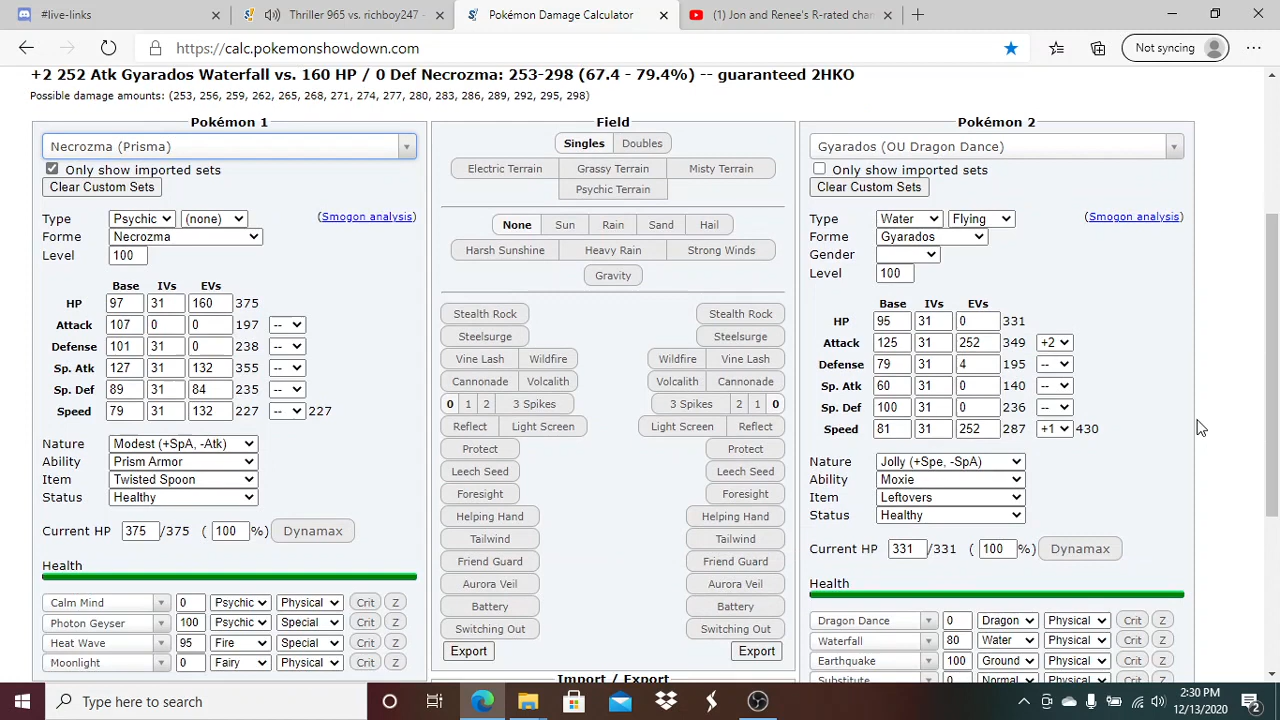 #live-links
Thriller 965 vs. richboy247 -
Pokémon Damage Calculator
(1) Jon and Renee's R-rated chan
https://calc.pokemonshowdown.com
Not syncing
+2 252 Atk Gyarados Waterfall vs. 160 HP / 0 Def Necrozma: 253-298 (67.4 - 79.4%) -- guaranteed 2HKO
Possible damage amounts: (253, 256, 259, 262, 265, 268, 271, 274, 277, 280, 283, 286, 289, 292, 295, 298)
Pokémon 1
Necrozma (Prisma)
Only show imported sets
Clear Custom Sets
Type Psychic (none) (Smogon analysis)
Forme Necrozma
Level 100
Base IVs EVs
HP 97 31 160 375
Attack 107 0 0 197 --
Defense 101 31 0 238 --
Sp. Atk 127 31 132 355 --
Sp. Def 89 31 84 235 --
Speed 79 31 132 227 -- 227
Nature Modest (+SpA, -Atk)
Ability Prism Armor
Item Twisted Spoon
Status Healthy
Current HP 375 /375 ( 100 %) Dynamax
Health
Calm Mind 0 Psychic Physical Crit Z
Photon Geyser 100 Psychic Special Crit Z
Heat Wave 95 Fire Special Crit Z
Moonlight 0 Fairy Physical Crit Z
Field
Singles Doubles
Electric Terrain Grassy Terrain Misty Terrain
Psychic Terrain
None Sun Rain Sand Hail
Harsh Sunshine Heavy Rain Strong Winds
Gravity
Stealth Rock Stealth Rock
Steelsurge Steelsurge
Vine Lash Wildfire Wildfire Vine Lash
Cannonade Volcalith Volcalith Cannonade
0 1 2 3 Spikes 3 Spikes 2 1 0
Reflect Light Screen Light Screen Reflect
Protect Protect
Leech Seed Leech Seed
Foresight Foresight
Helping Hand Helping Hand
Tailwind Tailwind
Friend Guard Friend Guard
Aurora Veil Aurora Veil
Battery Battery
Switching Out Switching Out
Export Export
Import / Export
Pokémon 2
Gyarados (OU Dragon Dance)
Only show imported sets
Clear Custom Sets
Type Water Flying (Smogon analysis)
Forme Gyarados
Gender
Level 100
Base IVs EVs
HP 95 31 0 331
Attack 125 31 252 349 +2
Defense 79 31 4 195 --
Sp. Atk 60 31 0 140 --
Sp. Def 100 31 0 236 --
Speed 81 31 252 287 +1 430
Nature Jolly (+Spe, -SpA)
Ability Moxie
Item Leftovers
Status Healthy
Current HP 331 /331 ( 100 %) Dynamax
Health
Dragon Dance 0 Dragon Physical Crit Z
Waterfall 80 Water Physical Crit Z
Earthquake 100 Ground Physical Crit Z
Substitute 0 Normal Physical Crit Z
Type here to search
2:30 PM
12/13/2020
2